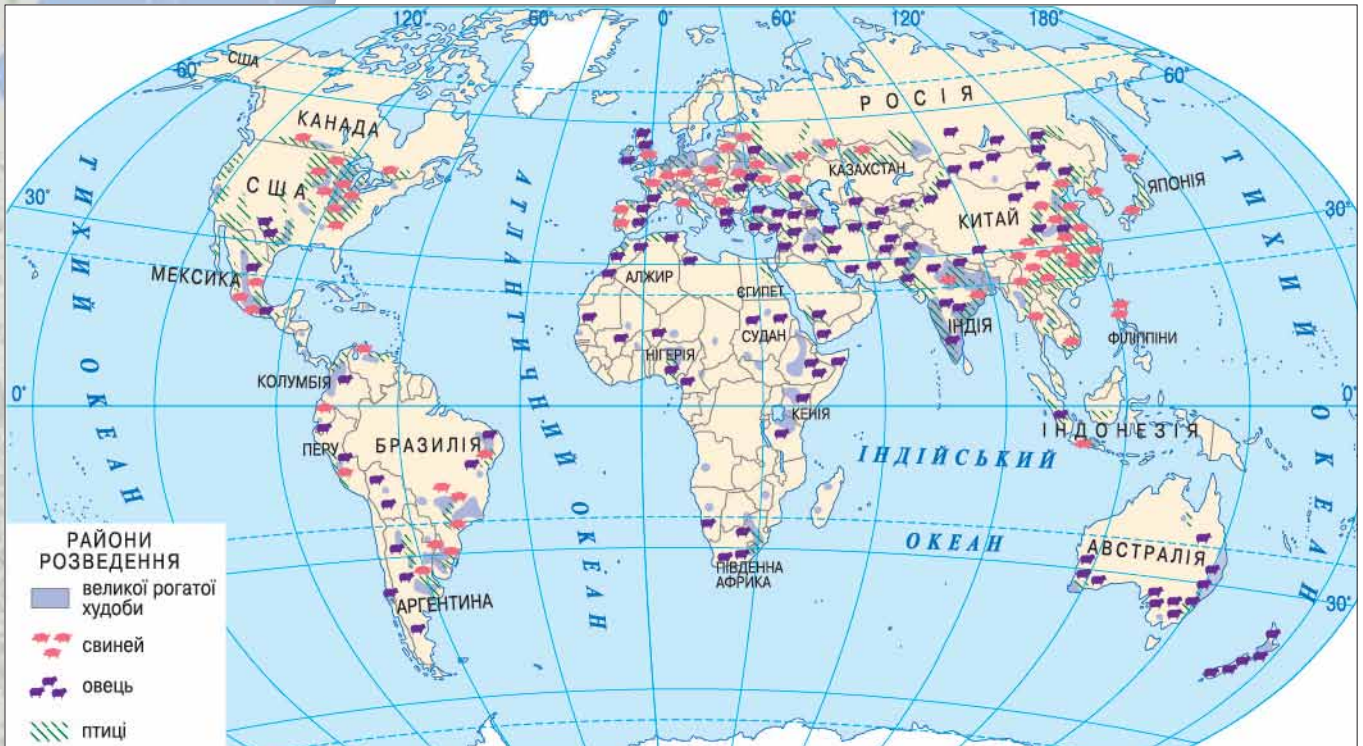 120°
60°
0°
60°
120°
180°
США
60°
60°
КАНАДА
РОСІЯ
США
КАЗАХСТАН
ЯПОНІЯ
КИТАЙ
30°
30°
МЕКСИКА
АЛЖИР
ЄГИПЕТ
ІНДІЯ
СУДАН
НІГЕРІЯ
ФІЛІППІНИ
КОЛУМБІЯ
0°
0°
КЕНІЯ
ПЕРУ
БРАЗИЛІЯ
ІНДОНЕЗІЯ
ТИХИЙ ОКЕАН
АТЛАНТИЧНИЙ ОКЕАН
ІНДІЙСЬКИЙ
ОКЕАН
ТИХИЙ ОКЕАН
АВСТРАЛІЯ
ПІВДЕННА
АФРИКА
АРГЕНТИНА
30°
РАЙОНИ
РОЗВЕДЕННЯ
великої рогатої
худоби
свиней
овець
птиці